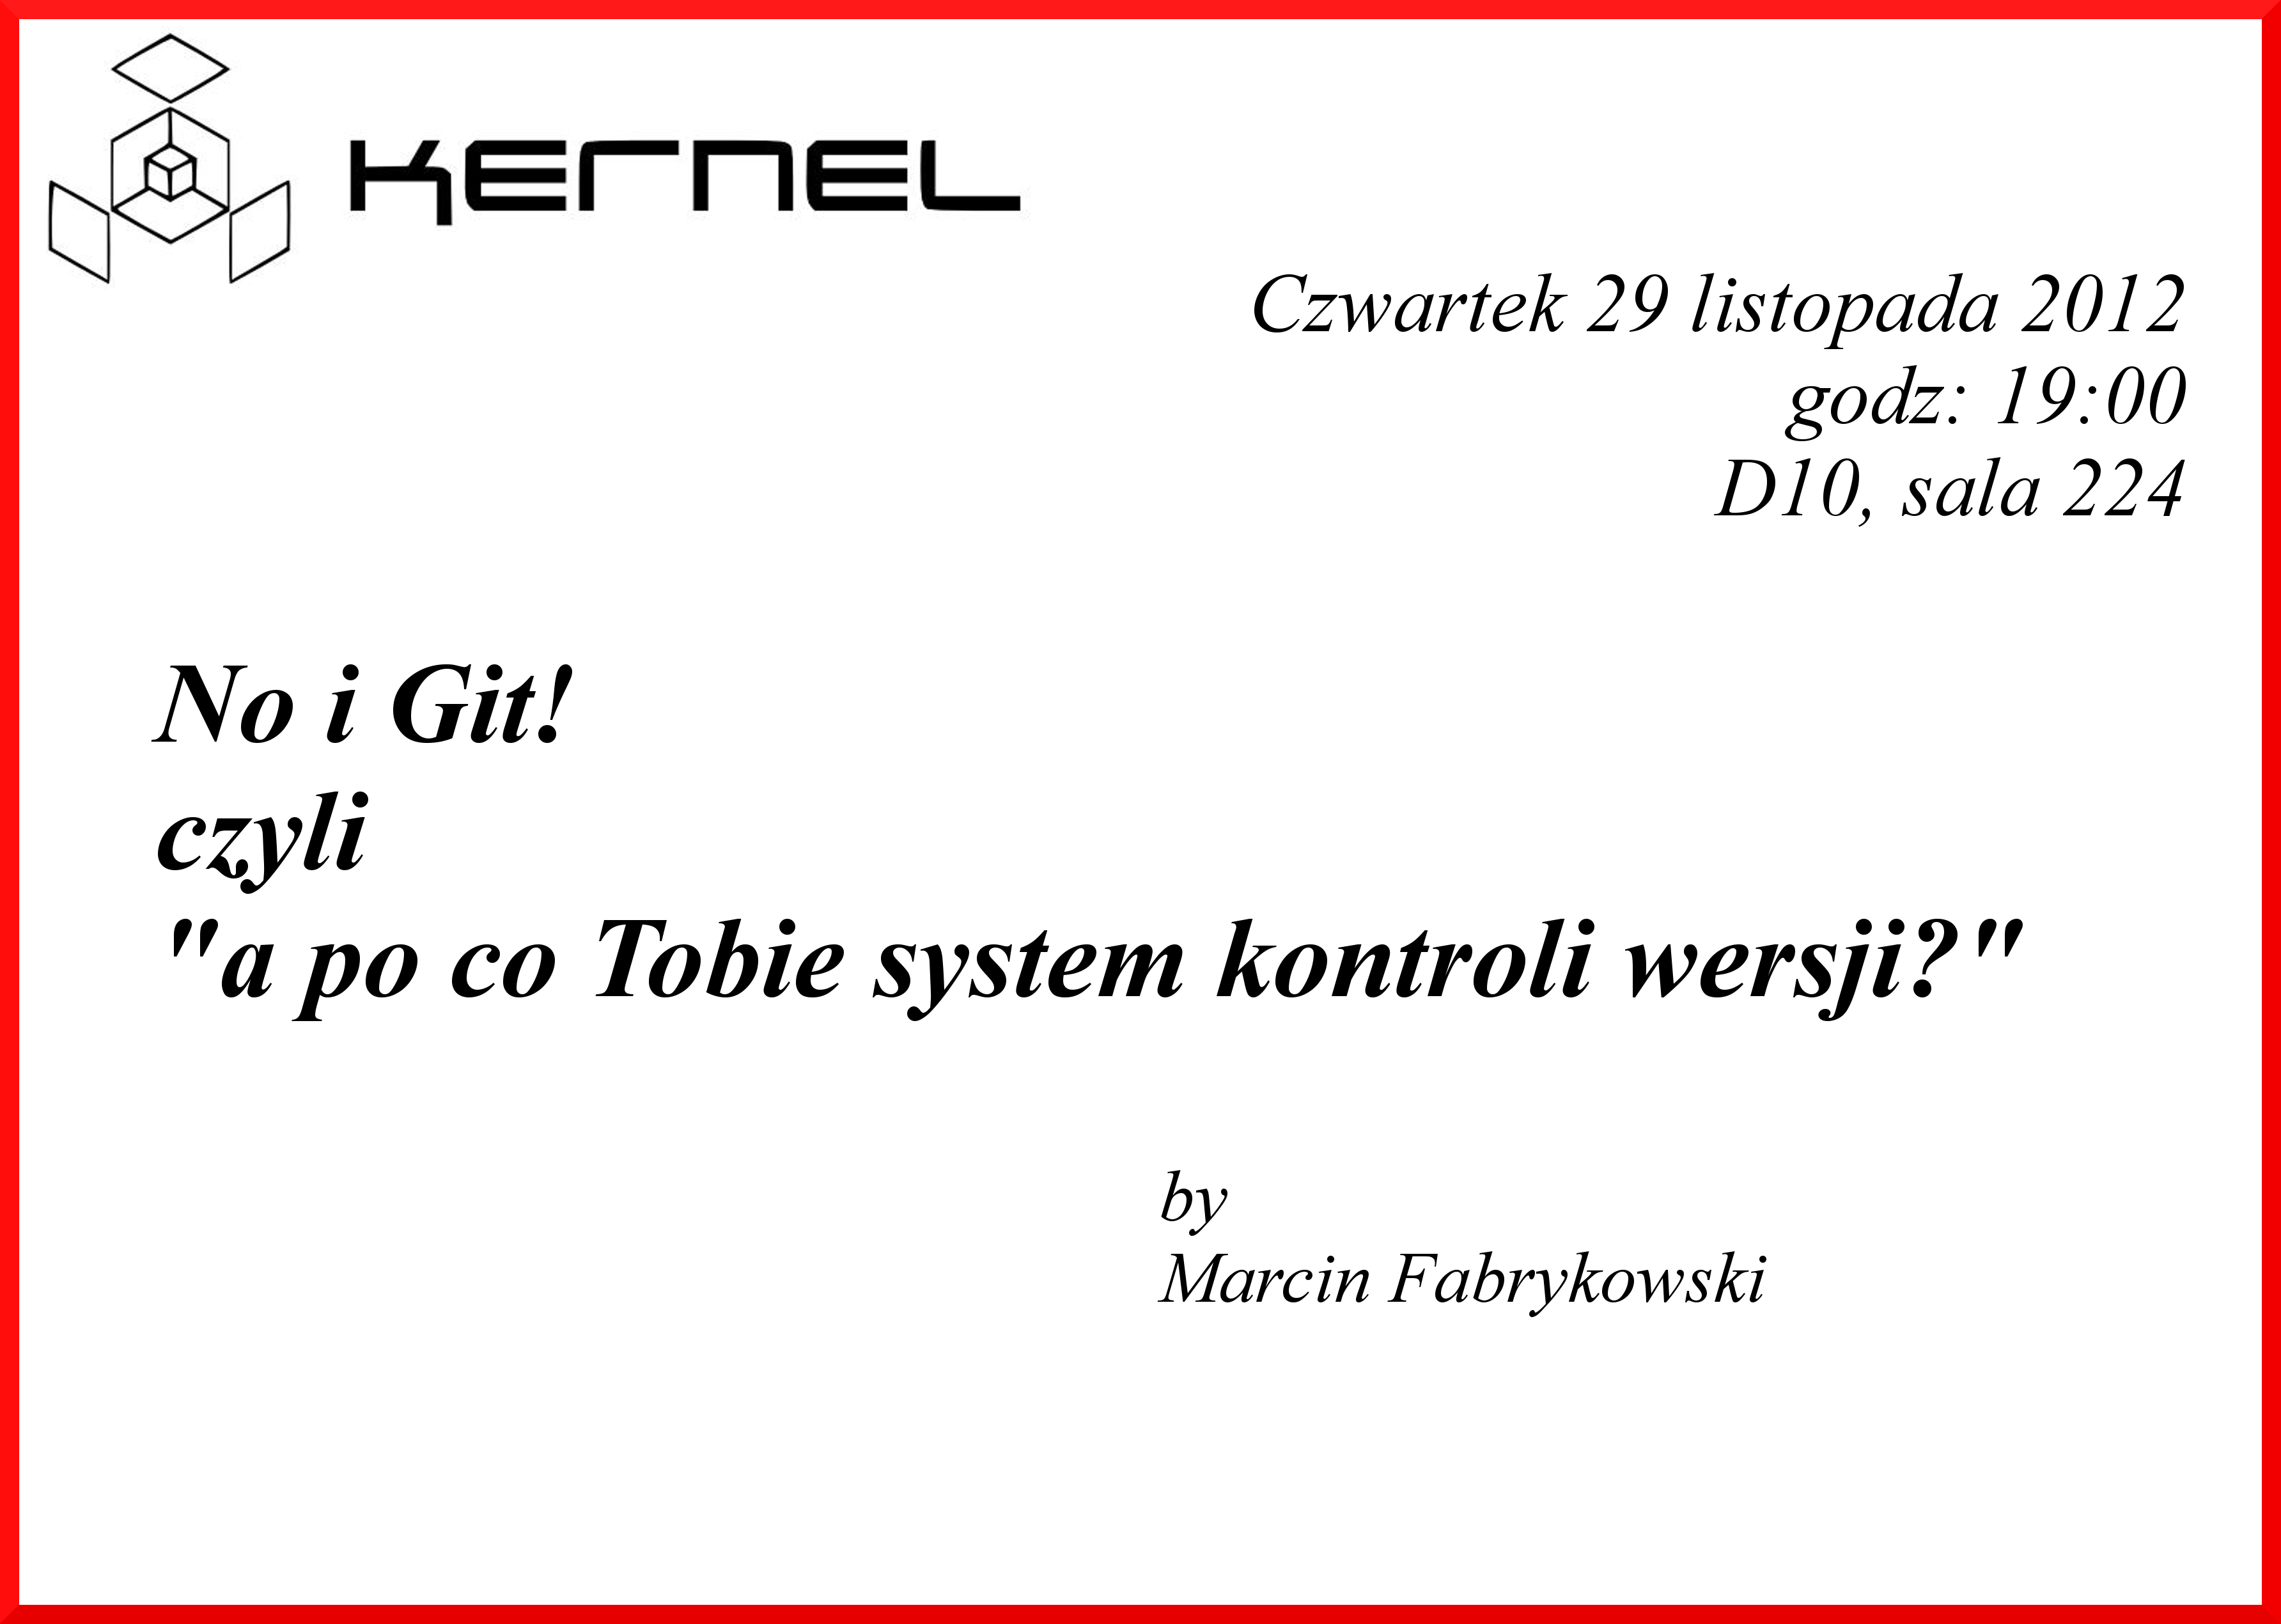 KERNEL
Czwartek 29 listopada 2012
godz: 19:00
D10, sala 224
No i Git!
czyli
"a po co Tobie system kontroli wersji?"
by
Marcin Fabrykowski